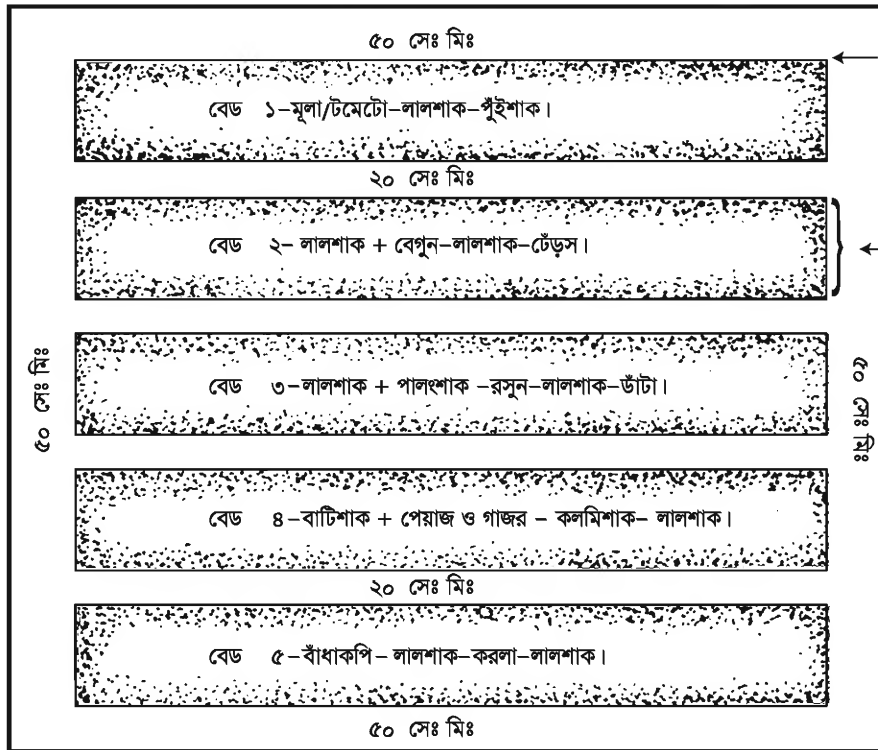 ৫০ সেঃ মিঃ
বেড ১-মূলা/টমেটো-লালশাক-পুঁইশাক।
২০ সেঃ মিঃ
বেড ২- লালশাক + বেগুন-লালশাক-ঢেঁড়স।
৫০ সেঃ মিঃ
বেড ৩-লালশাক + পালংশাক -রসুন-লালশাক-ডাঁটা।
৫০ সেঃ মিঃ
বেড ৪-বাটিশাক + পেয়াজ ও গাজর - কলমিশাক- লালশাক।
২০ সেঃ মিঃ
বেড ৫-বাঁধাকপি- লালশাক-করলা-লালশাক।
৫০ সেঃ মিঃ